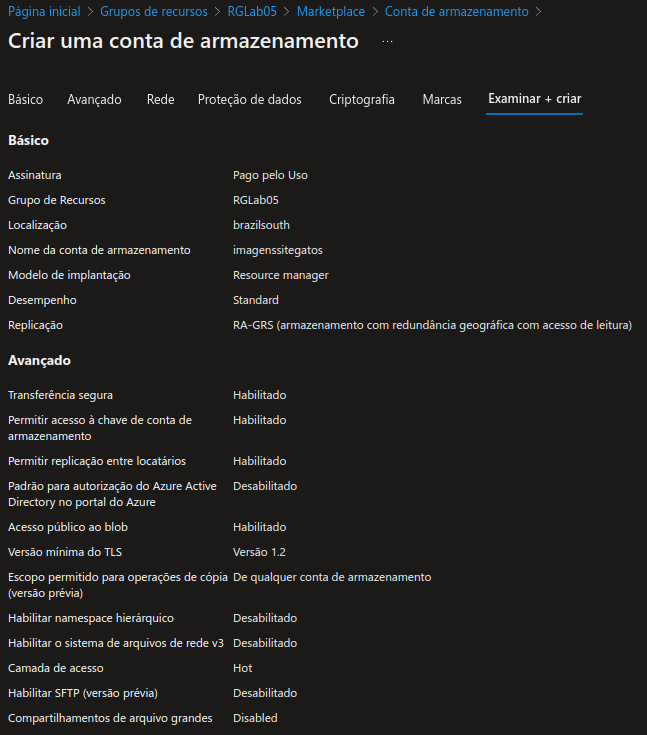 Página inicial > Grupos de recursos > RGLab05 > Marketplace > Conta de armazenamento >
Criar uma conta de armazenamento ...
Básico Avançado Rede Proteção de dados Criptografia Marcas Examinar + criar
Básico
Assinatura Pago pelo Uso
Grupo de Recursos RGLab05
Localização brazilsouth
Nome da conta de armazenamento imagenssitegatos
Modelo de implantação Resource manager
Desempenho Standard
Replicação RA-GRS (armazenamento com redundância geográfica com acesso de leitura)
Avançado
Transferência segura Habilitado
Permitir acesso à chave de conta de Habilitado
armazenamento
Permitir replicação entre locatários Habilitado
Padrão para autorização do Azure Active Desabilitado
Directory no portal do Azure
Acesso público ao blob Habilitado
Versão mínima do TLS Versão 1.2
Escopo permitido para operações de cópia De qualquer conta de armazenamento
(versão prévia)
Habilitar namespace hierárquico Desabilitado
Habilitar o sistema de arquivos de rede v3 Desabilitado
Camada de acesso Hot
Habilitar SFTP (versão prévia) Desabilitado
Compartilhamentos de arquivo grandes Disabled